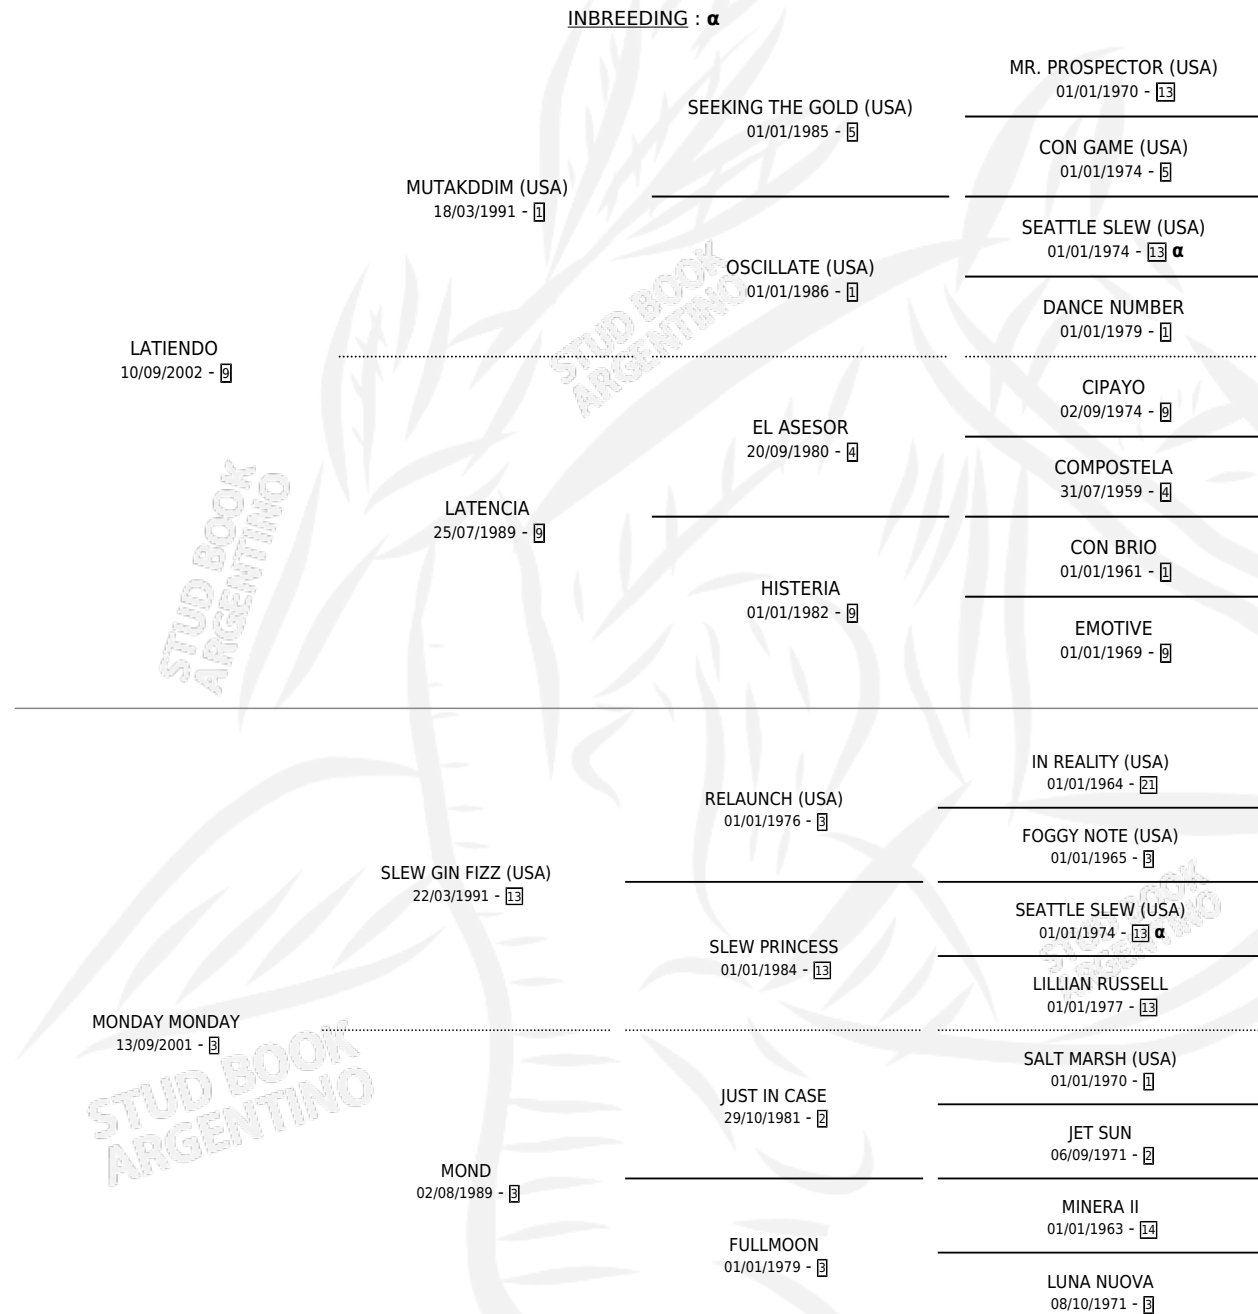 INBREEDING : α
MR. PROSPECTOR (USA)
01/01/1970 - 13
SEEKING THE GOLD (USA)
01/01/1985 - 5
CON GAME (USA)
01/01/1974 - 5
MUTAKDDIM (USA)
18/03/1991 - 1
SEATTLE SLEW (USA)
01/01/1974 - 13 α
OSCILLATE (USA)
01/01/1986 - 1
DANCE NUMBER
01/01/1979 - 1
LATIENDO
10/09/2002 - 9
CIPAYO
02/09/1974 - 9
EL ASESOR
20/09/1980 - 4
COMPOSTELA
31/07/1959 - 4
LATENCIA
25/07/1989 - 9
CON BRIO
01/01/1961 - 1
HISTERIA
01/01/1982 - 9
EMOTIVE
01/01/1969 - 9
IN REALITY (USA)
01/01/1964 - 21
RELAUNCH (USA)
01/01/1976 - 3
FOGGY NOTE (USA)
01/01/1965 - 3
SLEW GIN FIZZ (USA)
22/03/1991 - 13
SEATTLE SLEW (USA)
01/01/1974 - 13 α
SLEW PRINCESS
01/01/1984 - 13
LILLIAN RUSSELL
01/01/1977 - 13
MONDAY MONDAY
13/09/2001 - 3
SALT MARSH (USA)
01/01/1970 - 1
JUST IN CASE
29/10/1981 - 2
JET SUN
06/09/1971 - 2
MOND
02/08/1989 - 3
MINERA II
01/01/1963 - 14
FULLMOON
01/01/1979 - 3
LUNA NUOVA
08/10/1971 - 3
STUD BOOK
ARGENTINO
STUD BOOK
ARGENTINO
STUD BOOK
ARGENTINO
STUD BOOK
ARGENTINO